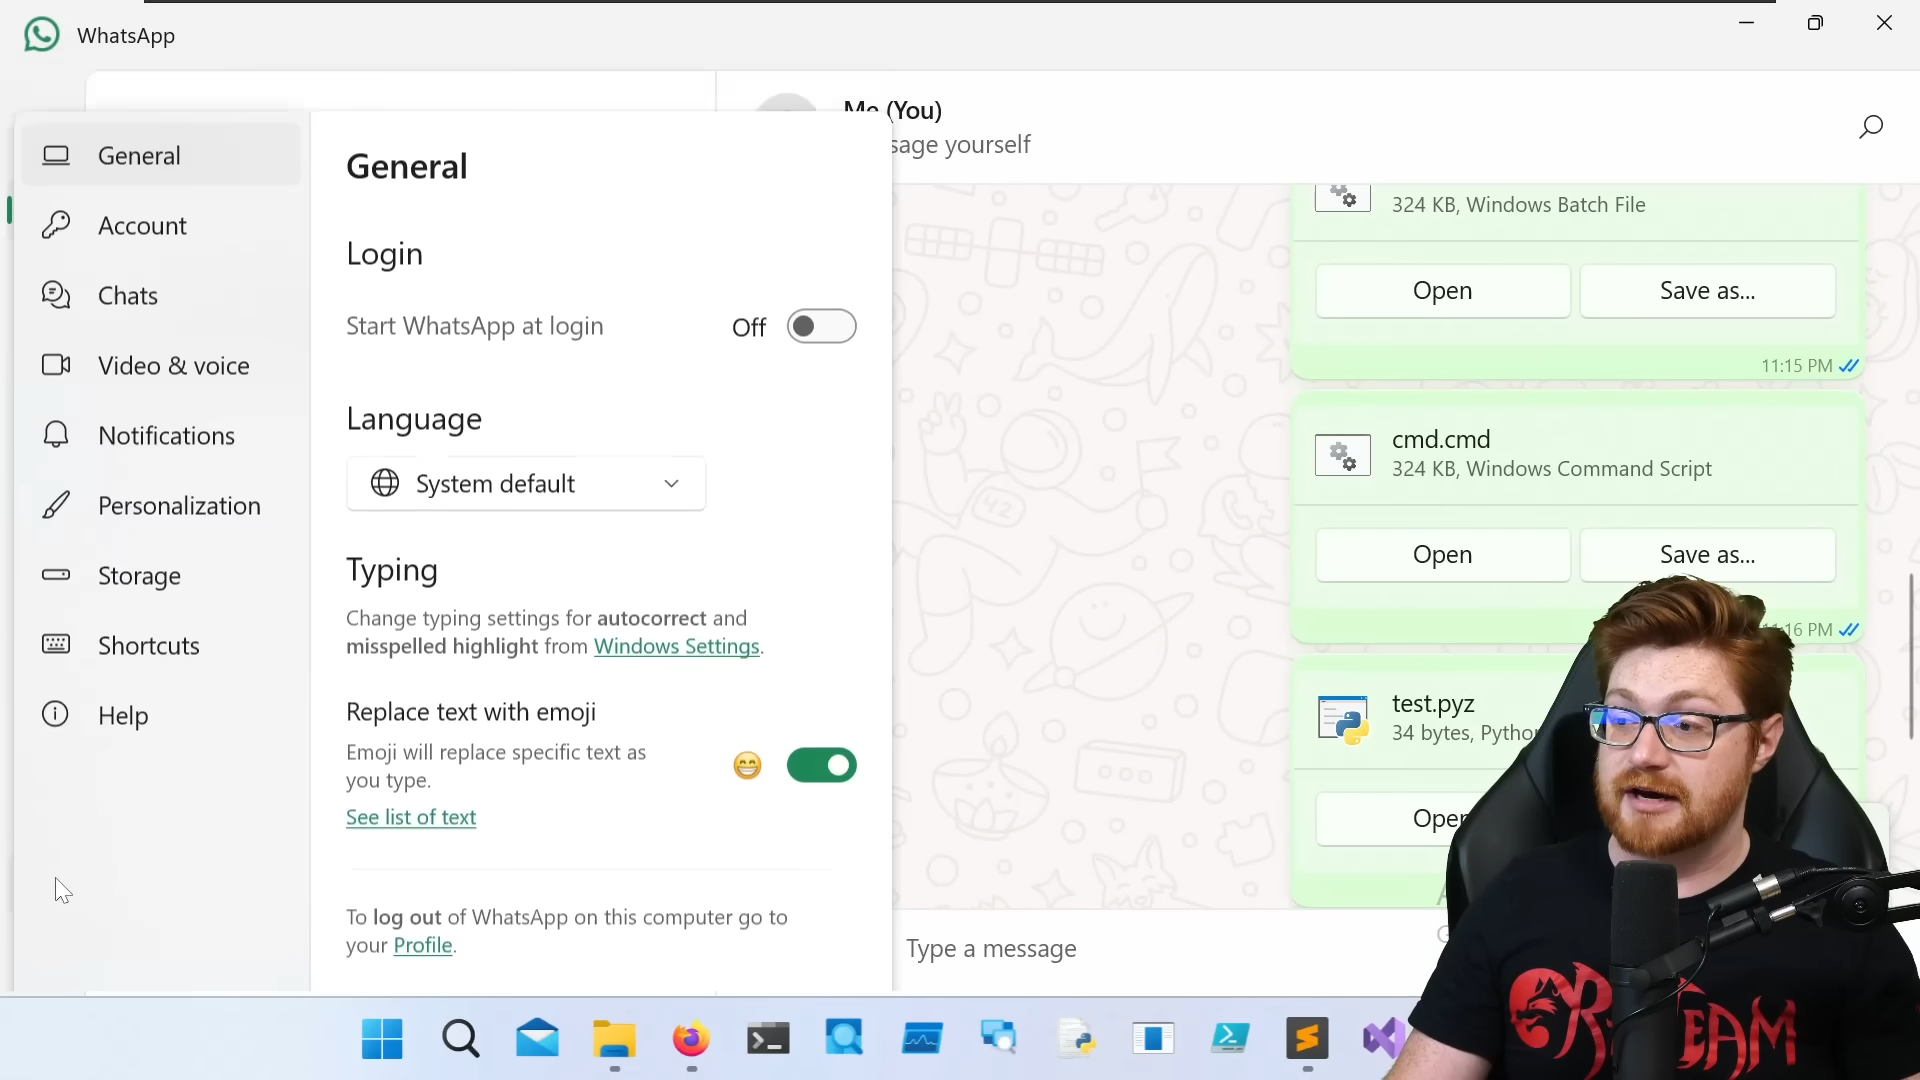 WhatsApp
Me (You)
sage yourself
General
Account
Chats
Video & voice
Notifications
Personalization
Storage
Shortcuts
Help
General
Login
Start WhatsApp at login
Off
Language
System default
Typing
Change typing settings for autocorrect and
misspelled highlight from Windows Settings.
Replace text with emoji
Emoji will replace specific text as
you type.
See list of text
To log out of WhatsApp on this computer go to
your Profile.
324 KB, Windows Batch File
Open
Save as...
11:15 PM
cmd.cmd
324 KB, Windows Command Script
Open
Save as...
16 PM
test.pyz
34 bytes, Python
Open
Type a message